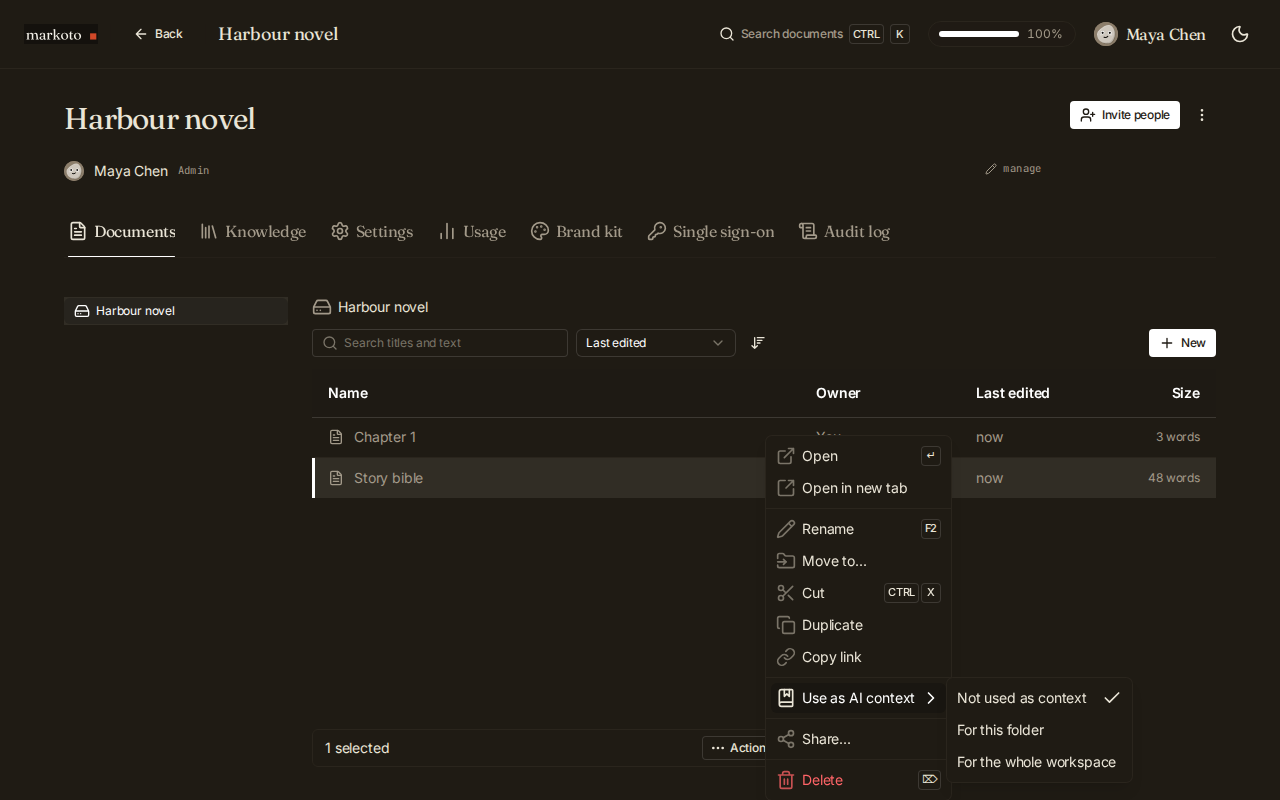 markoto
Back
Harbour novel
Search documents CTRL K
100%
Maya Chen
Harbour novel
Invite people
Maya Chen Admin
manage
Documents Knowledge Settings Usage Brand kit Single sign-on Audit log
Harbour novel
Harbour novel
Search titles and text
Last edited
New
Name Owner Last edited Size
Chapter 1 now 3 words
Story bible now 48 words
Open ↵
Open in new tab
Rename F2
Move to...
Cut CTRL X
Duplicate
Copy link
Use as AI context
Not used as context
For this folder
For the whole workspace
Share...
Delete ⌦
1 selected
Action